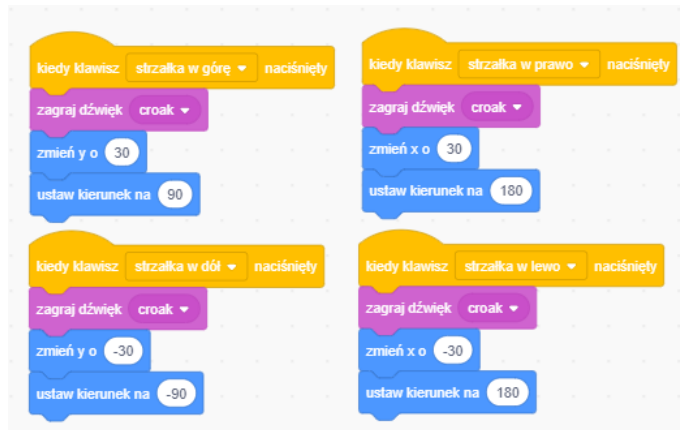 kiedy klawisz strzałka w górę naciśnięty
zagraj dźwięk croak
zmień y o 30
ustaw kierunek na 90
kiedy klawisz strzałka w prawo naciśnięty
zagraj dźwięk croak
zmień x o 30
ustaw kierunek na 180
kiedy klawisz strzałka w dół naciśnięty
zagraj dźwięk croak
zmień y o -30
ustaw kierunek na -90
kiedy klawisz strzałka w lewo naciśnięty
zagraj dźwięk croak
zmień x o -30
ustaw kierunek na 180